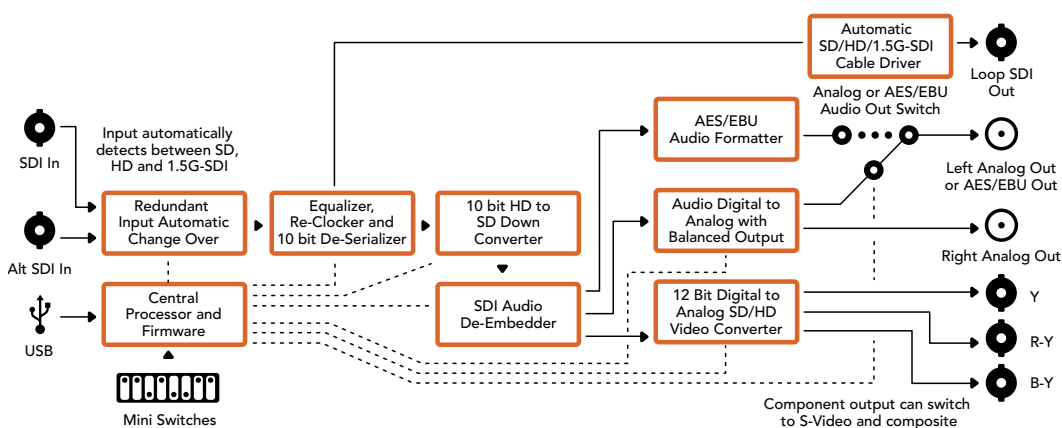 Automatic
SD/HD/1.5G-SDI
Cable Driver
Loop SDI
Out
Analog or AES/EBU
Audio Out Switch
SDI In
Input automatically
detects between SD,
HD and 1.5G-SDI
AES/EBU
Audio Formatter
Left Analog Out
or AES/EBU Out
Alt SDI In
Redundant
Input Automatic
Change Over
Equalizer,
Re-Clocker and
10 bit De-Serializer
10 bit HD to
SD Down
Converter
Audio Digital to
Analog with
Balanced Output
Right Analog Out
USB
Central
Processor and
Firmware
SDI Audio
De-Embedder
12 Bit Digital to
Analog SD/HD
Video Converter
Y
R-Y
B-Y
Mini Switches
Component output can switch
to S-Video and composite